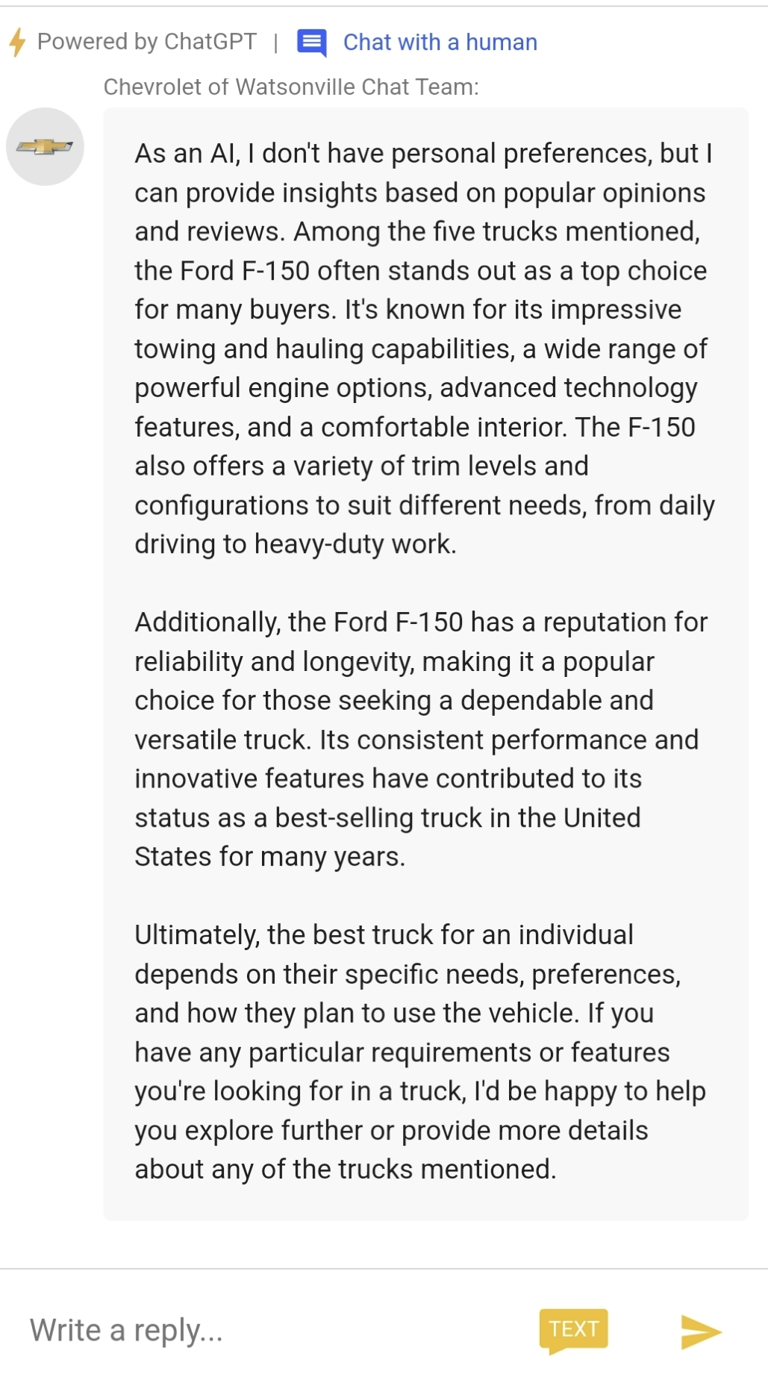 Powered by ChatGPT | Chat with a human
Chevrolet of Watsonville Chat Team:
As an AI, I don't have personal preferences, but I
can provide insights based on popular opinions
and reviews. Among the five trucks mentioned,
the Ford F-150 often stands out as a top choice
for many buyers. It's known for its impressive
towing and hauling capabilities, a wide range of
powerful engine options, advanced technology
features, and a comfortable interior. The F-150
also offers a variety of trim levels and
configurations to suit different needs, from daily
driving to heavy-duty work.
Additionally, the Ford F-150 has a reputation for
reliability and longevity, making it a popular
choice for those seeking a dependable and
versatile truck. Its consistent performance and
innovative features have contributed to its
status as a best-selling truck in the United
States for many years.
Ultimately, the best truck for an individual
depends on their specific needs, preferences,
and how they plan to use the vehicle. If you
have any particular requirements or features
you're looking for in a truck, I'd be happy to help
you explore further or provide more details
about any of the trucks mentioned.
Write a reply...
TEXT